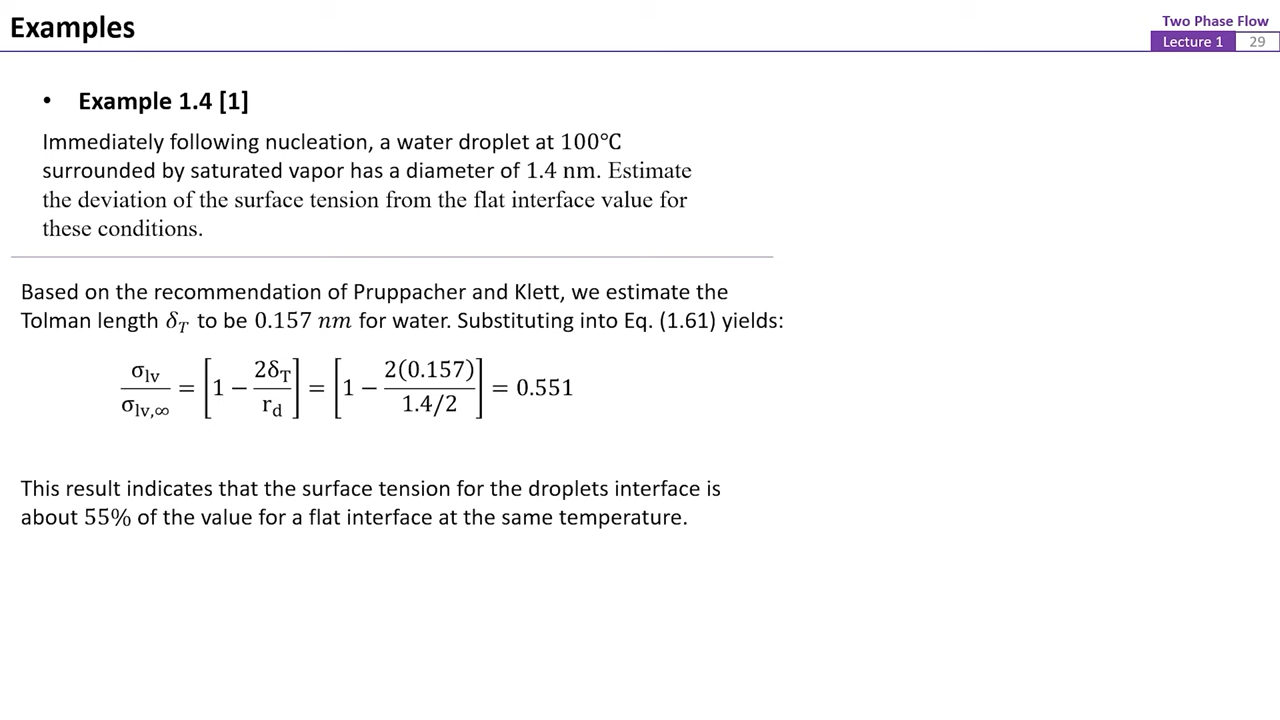 Examples
Two Phase Flow
Lecture 1 29
• Example 1.4 [1]
Immediately following nucleation, a water droplet at 100℃
surrounded by saturated vapor has a diameter of 1.4 nm. Estimate
the deviation of the surface tension from the flat interface value for
these conditions.
Based on the recommendation of Pruppacher and Klett, we estimate the
Tolman length δ_T to be 0.157 nm for water. Substituting into Eq. (1.61) yields:
σ_lv / σ_lv,∞ = [1 − 2δ_T / r_d] = [1 − 2(0.157) / 1.4/2] = 0.551
This result indicates that the surface tension for the droplets interface is
about 55% of the value for a flat interface at the same temperature.